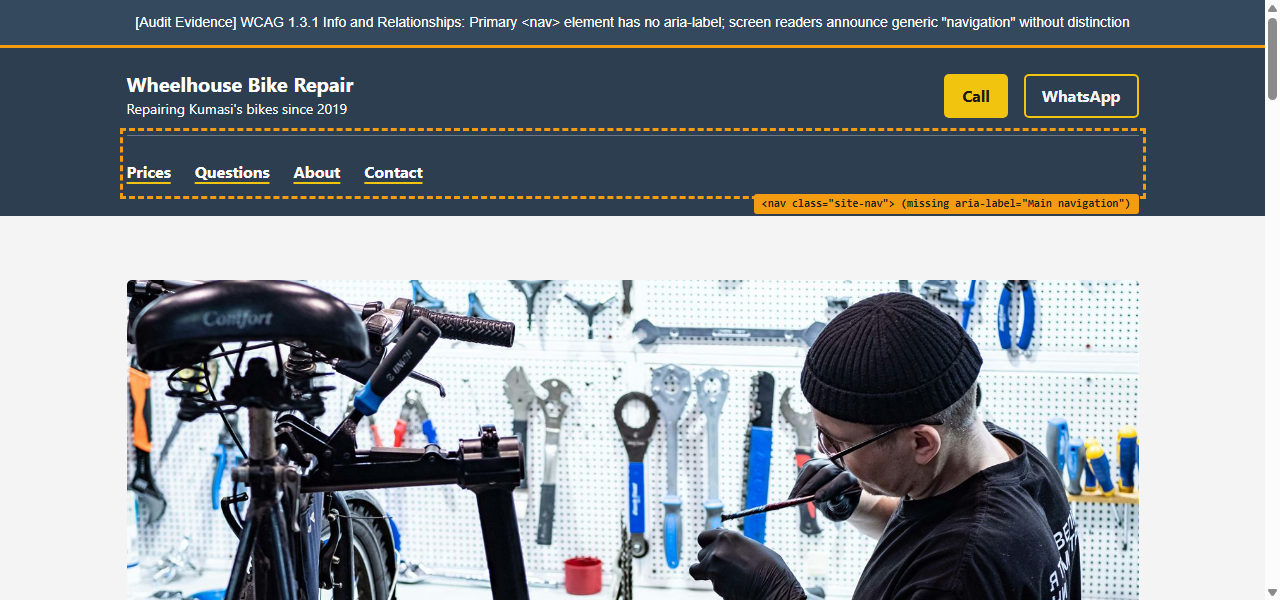 [Audit Evidence] WCAG 1.3.1 Info and Relationships: Primary <nav> element has no aria-label; screen readers announce generic "navigation" without distinction
Wheelhouse Bike Repair
Repairing Kumasi's bikes since 2019
Call
WhatsApp
Prices
Questions
About
Contact
<nav class="site-nav"> (missing aria-label="Main navigation")
Comfort